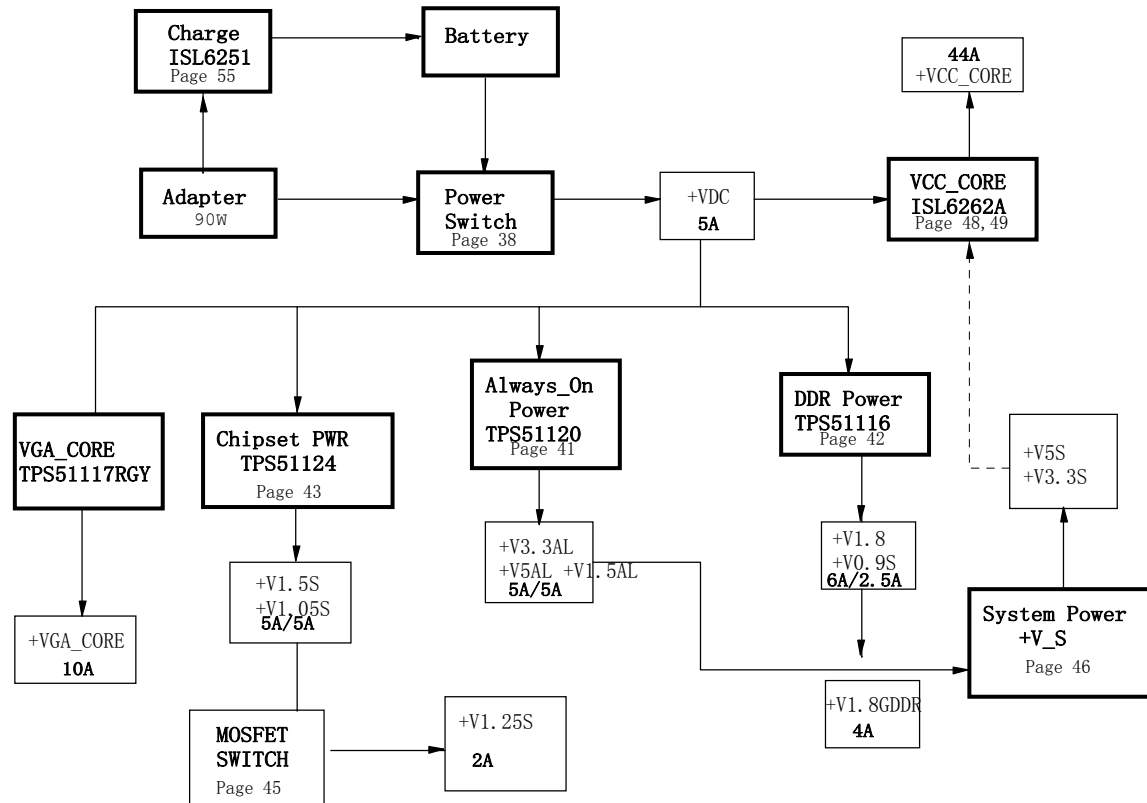 Charge
ISL6251
Page 55
Battery
44A
+VCC_CORE
Adapter
90W
Power
Switch
Page 38
+VDC
5A
VCC_CORE
ISL6262A
Page 48,49
VGA_CORE
TPS51117RGY
Chipset PWR
TPS51124
Page 43
Always_On
Power
TPS51120
Page 41
DDR Power
TPS51116
Page 42
+V5S
+V3.3S
+V1.5S
+V1.05S
5A/5A
+V3.3AL
+V5AL +V1.5AL
5A/5A
+V1.8
+V0.9S
6A/2.5A
System Power
+V_S
Page 46
+VGA_CORE
10A
MOSFET
SWITCH
Page 45
+V1.25S
2A
+V1.8GDDR
4A